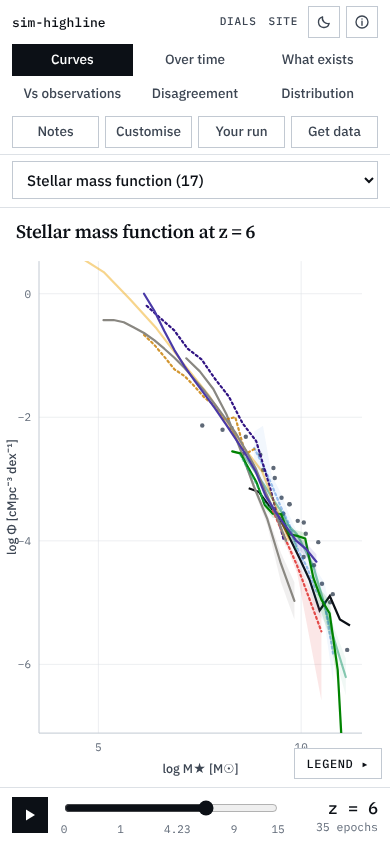 sim-highline DIALS SITE
Curves Over time What exists
Vs observations Disagreement Distribution
Notes Customise Your run Get data
Stellar mass function (17)
Stellar mass function at z = 6
0
−2
−4
−6
log Φ [cMpc⁻³ dex⁻¹]
5 10
log M★ [M☉]
LEGEND ▸
0 1 4.23 9 15
z = 6
35 epochs